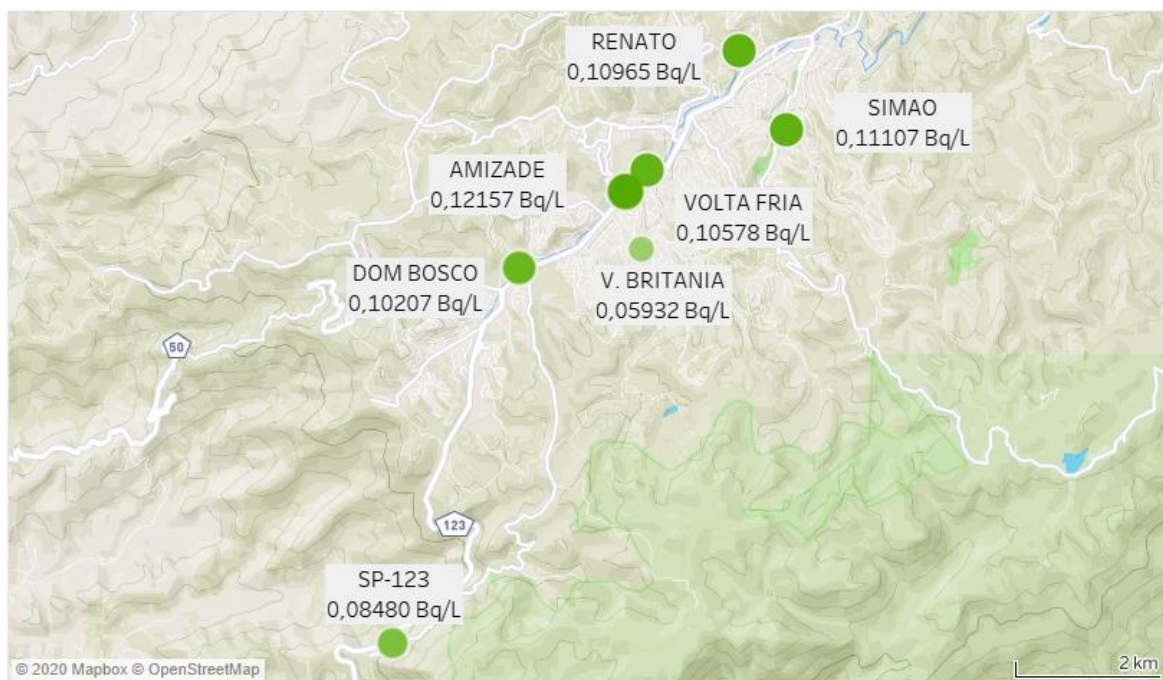 RENATO
0,10965 Bq/L
SIMAO
0,11107 Bq/L
AMIZADE
0,12157 Bq/L
VOLTA FRIA
0,10578 Bq/L
DOM BOSCO
0,10207 Bq/L
V. BRITANIA
0,05932 Bq/L
50
123
SP-123
0,08480 Bq/L
© 2020 Mapbox © OpenStreetMap
2 km